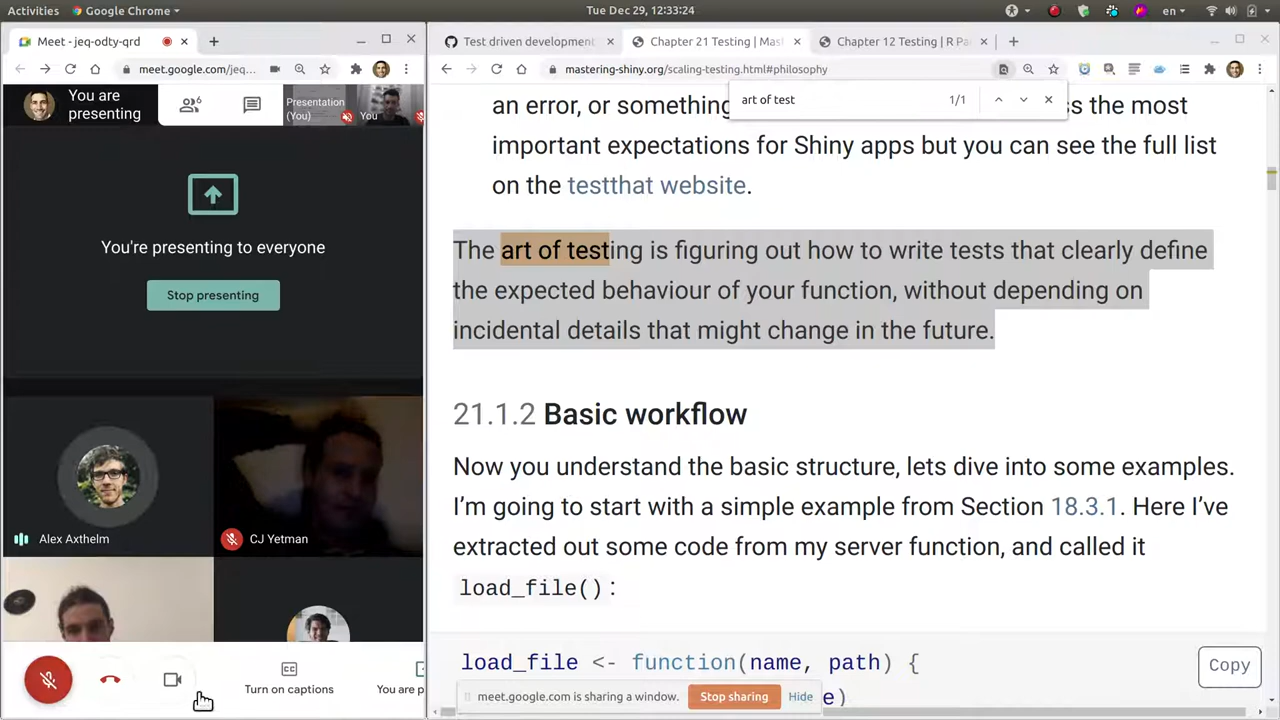 Activities
Google Chrome
Tue Dec 29, 12:33:24
en
Meet - jeq-odty-qrd
Test driven development
Chapter 21 Testing | Mas
Chapter 12 Testing | R Pa
meet.google.com/jeq...
mastering-shiny.org/scaling-testing.html#philosophy
You are presenting
6
Presentation (You)
You
art of test
1/1
an error, or something
ss the most
important expectations for Shiny apps but you can see the full list
on the testthat website.
The art of testing is figuring out how to write tests that clearly define
the expected behaviour of your function, without depending on
incidental details that might change in the future.
You're presenting to everyone
Stop presenting
Alex Axthelm
CJ Yetman
21.1.2 Basic workflow
Now you understand the basic structure, lets dive into some examples.
I'm going to start with a simple example from Section 18.3.1. Here I've
extracted out some code from my server function, and called it
load_file():
load_file <- function(name, path) {
e)
Copy
CC
Turn on captions
You are p
meet.google.com is sharing a window.
Stop sharing
Hide